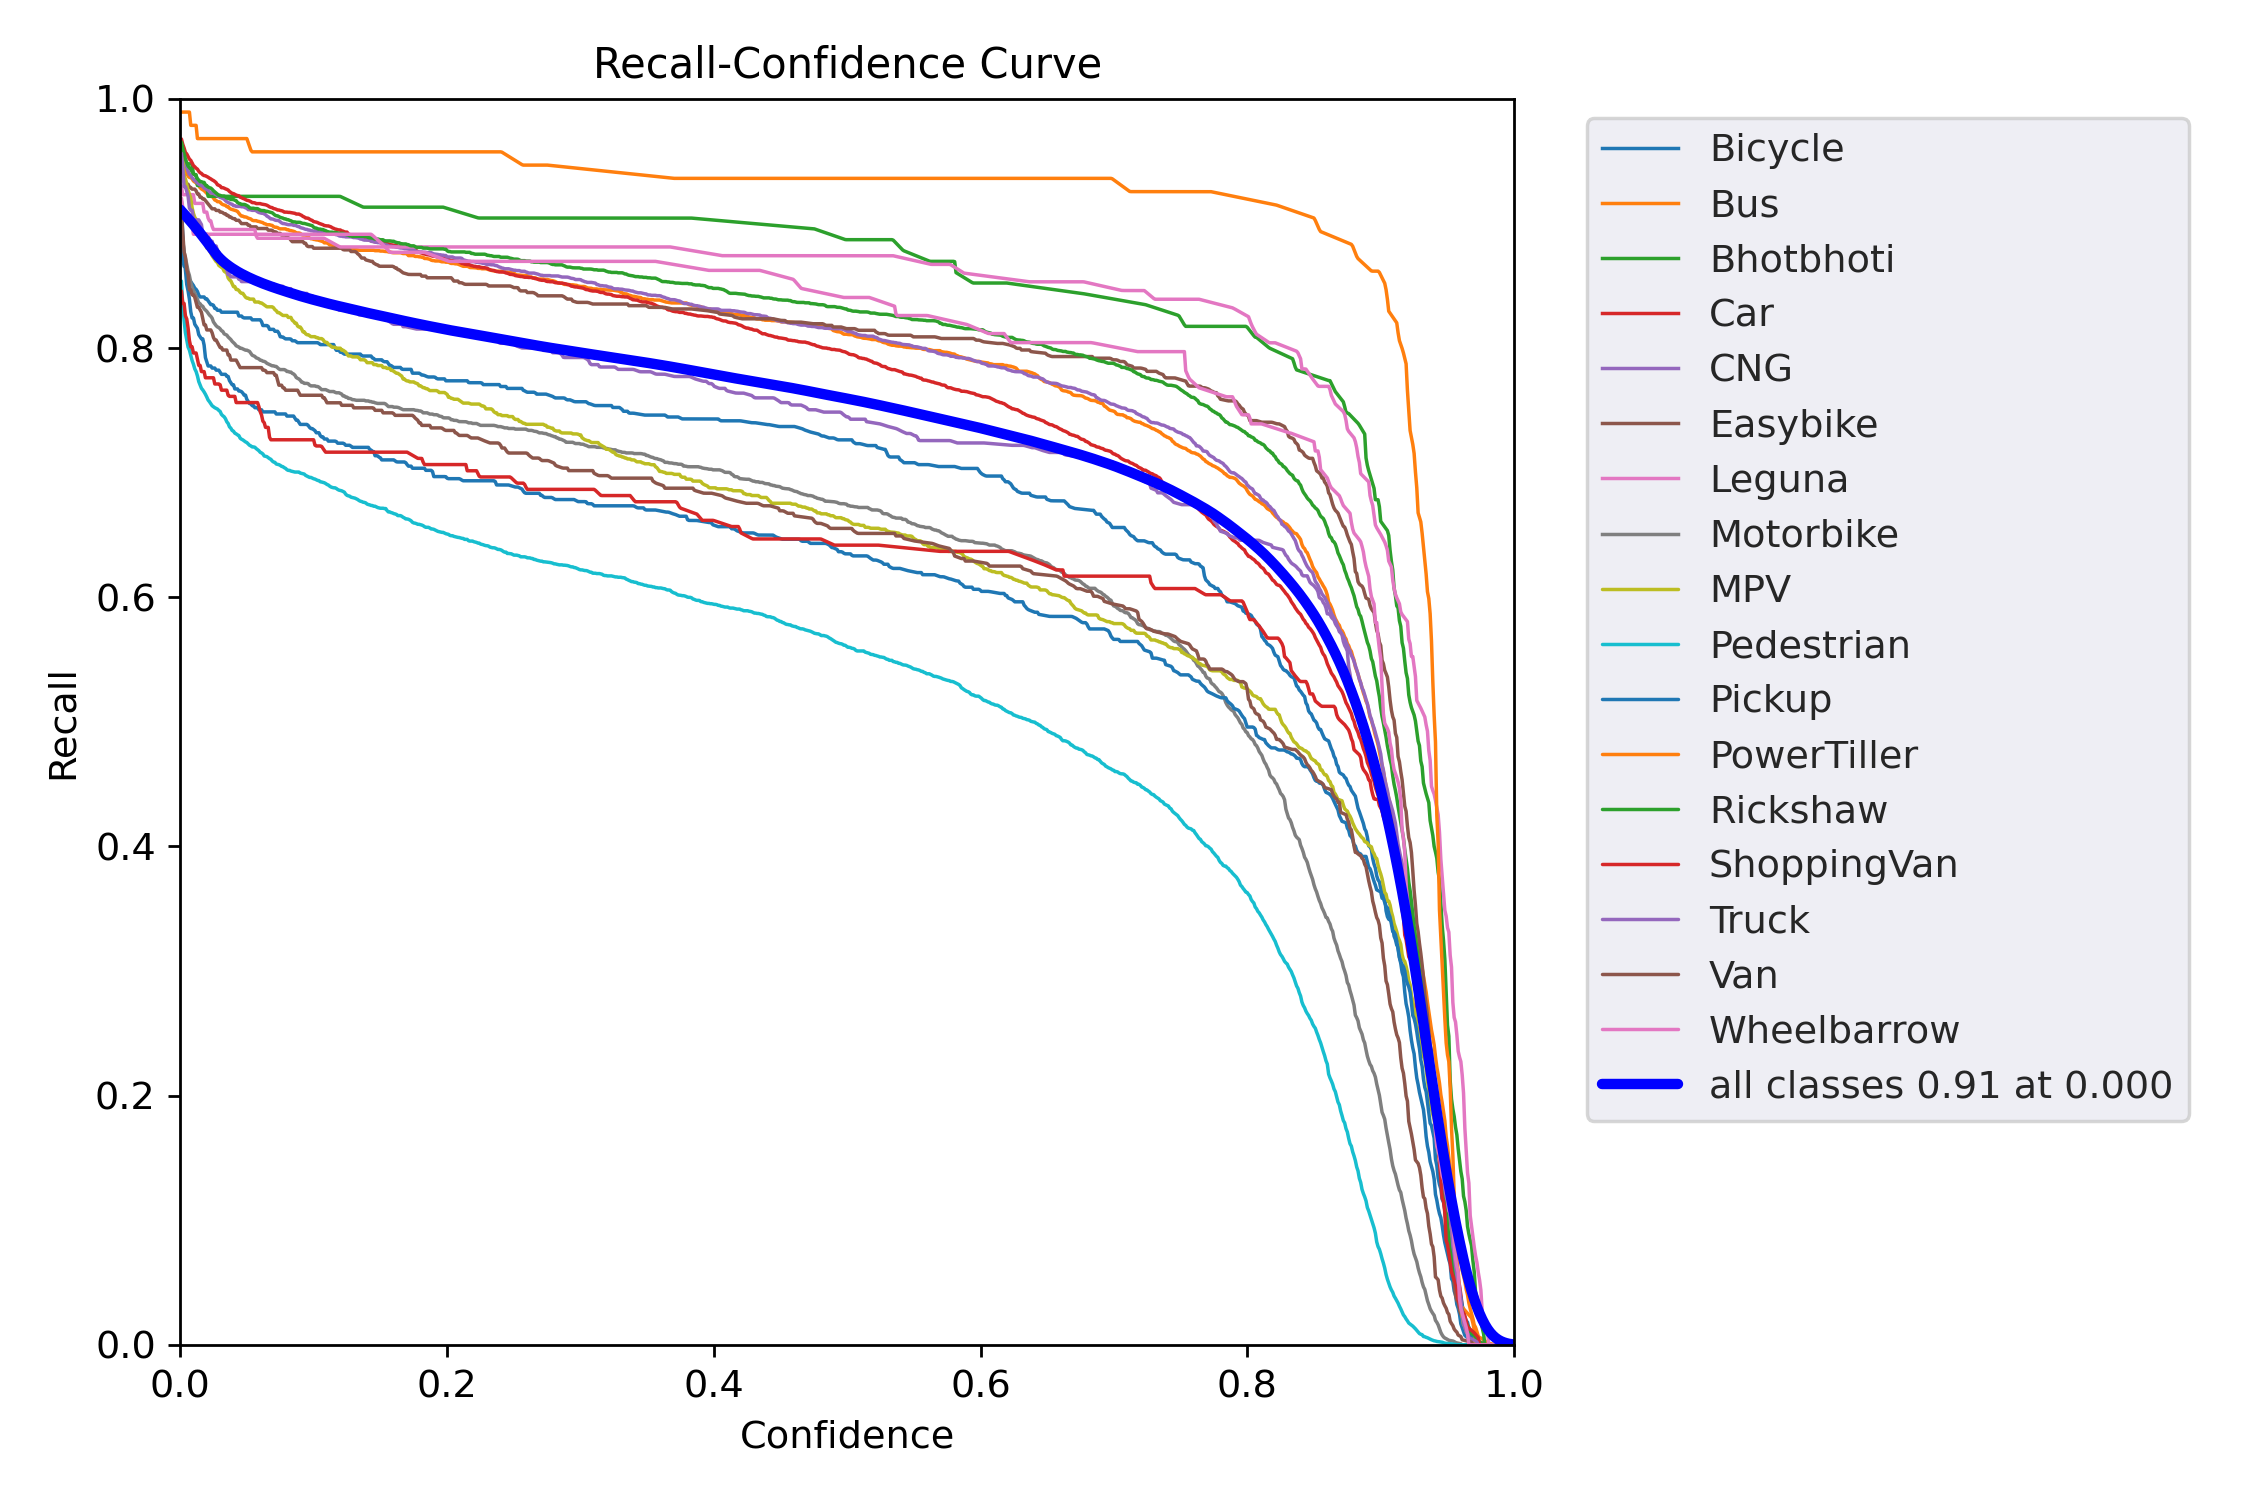 Recall-Confidence Curve
1.0
0.8
0.6
0.4
0.2
0.0
Recall
0.0 0.2 0.4 0.6 0.8 1.0
Confidence
Bicycle
Bus
Bhotbhoti
Car
CNG
Easybike
Leguna
Motorbike
MPV
Pedestrian
Pickup
PowerTiller
Rickshaw
ShoppingVan
Truck
Van
Wheelbarrow
all classes 0.91 at 0.000